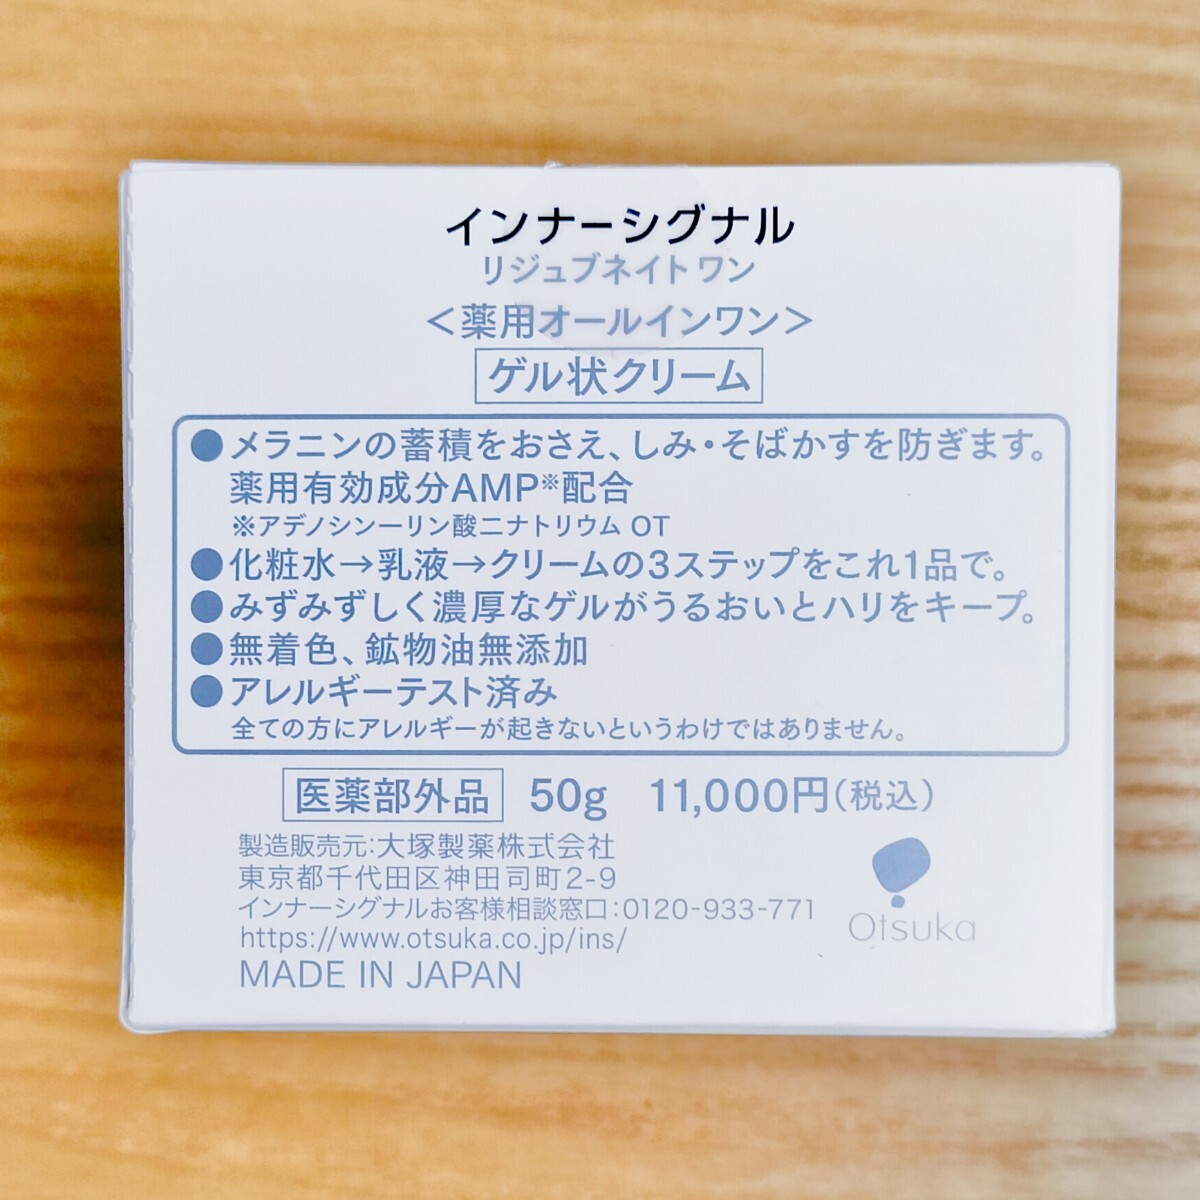 インナーシグナル
リジュブネイト ワン
＜薬用オールインワン＞
ゲル状クリーム
●メラニンの蓄積をおさえ、しみ・そばかすを防ぎます。
薬用有効成分AMP※配合
※アデノシン一リン酸二ナトリウム OT
●化粧水→乳液→クリームの3ステップをこれ1品で。
●みずみずしく濃厚なゲルがうるおいとハリをキープ。
●無着色、鉱物油無添加
●アレルギーテスト済み
全ての方にアレルギーが起きないというわけではありません。
医薬部外品 50g 11,000円(税込)
製造販売元:大塚製薬株式会社
東京都千代田区神田司町2-9
インナーシグナルお客様相談窓口:0120-933-771
https://www.otsuka.co.jp/ins/
MADE IN JAPAN
Otsuka